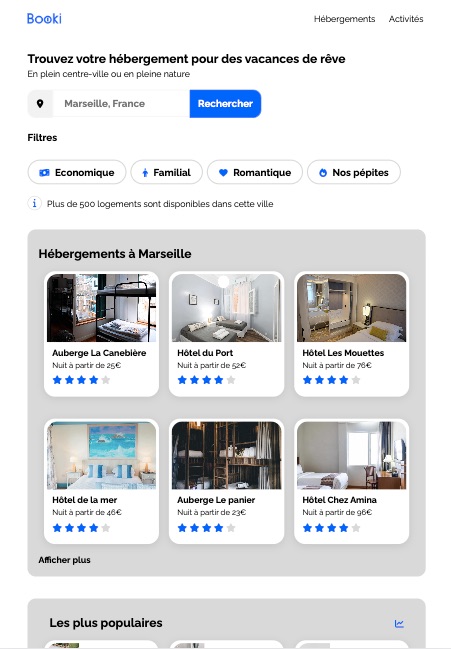 Booki
Hébergements Activités
Trouvez votre hébergement pour des vacances de rêve
En plein centre-ville ou en pleine nature
Marseille, France Rechercher
Filtres
Economique Familial Romantique Nos pépites
Plus de 500 logements sont disponibles dans cette ville
Hébergements à Marseille
Auberge La Canebière Hôtel du Port Hôtel Les Mouettes
Nuit à partir de 25€ Nuit à partir de 52€ Nuit à partir de 76€
Hôtel de la mer Auberge Le panier Hôtel Chez Amina
Nuit à partir de 46€ Nuit à partir de 23€ Nuit à partir de 96€
Afficher plus
Les plus populaires